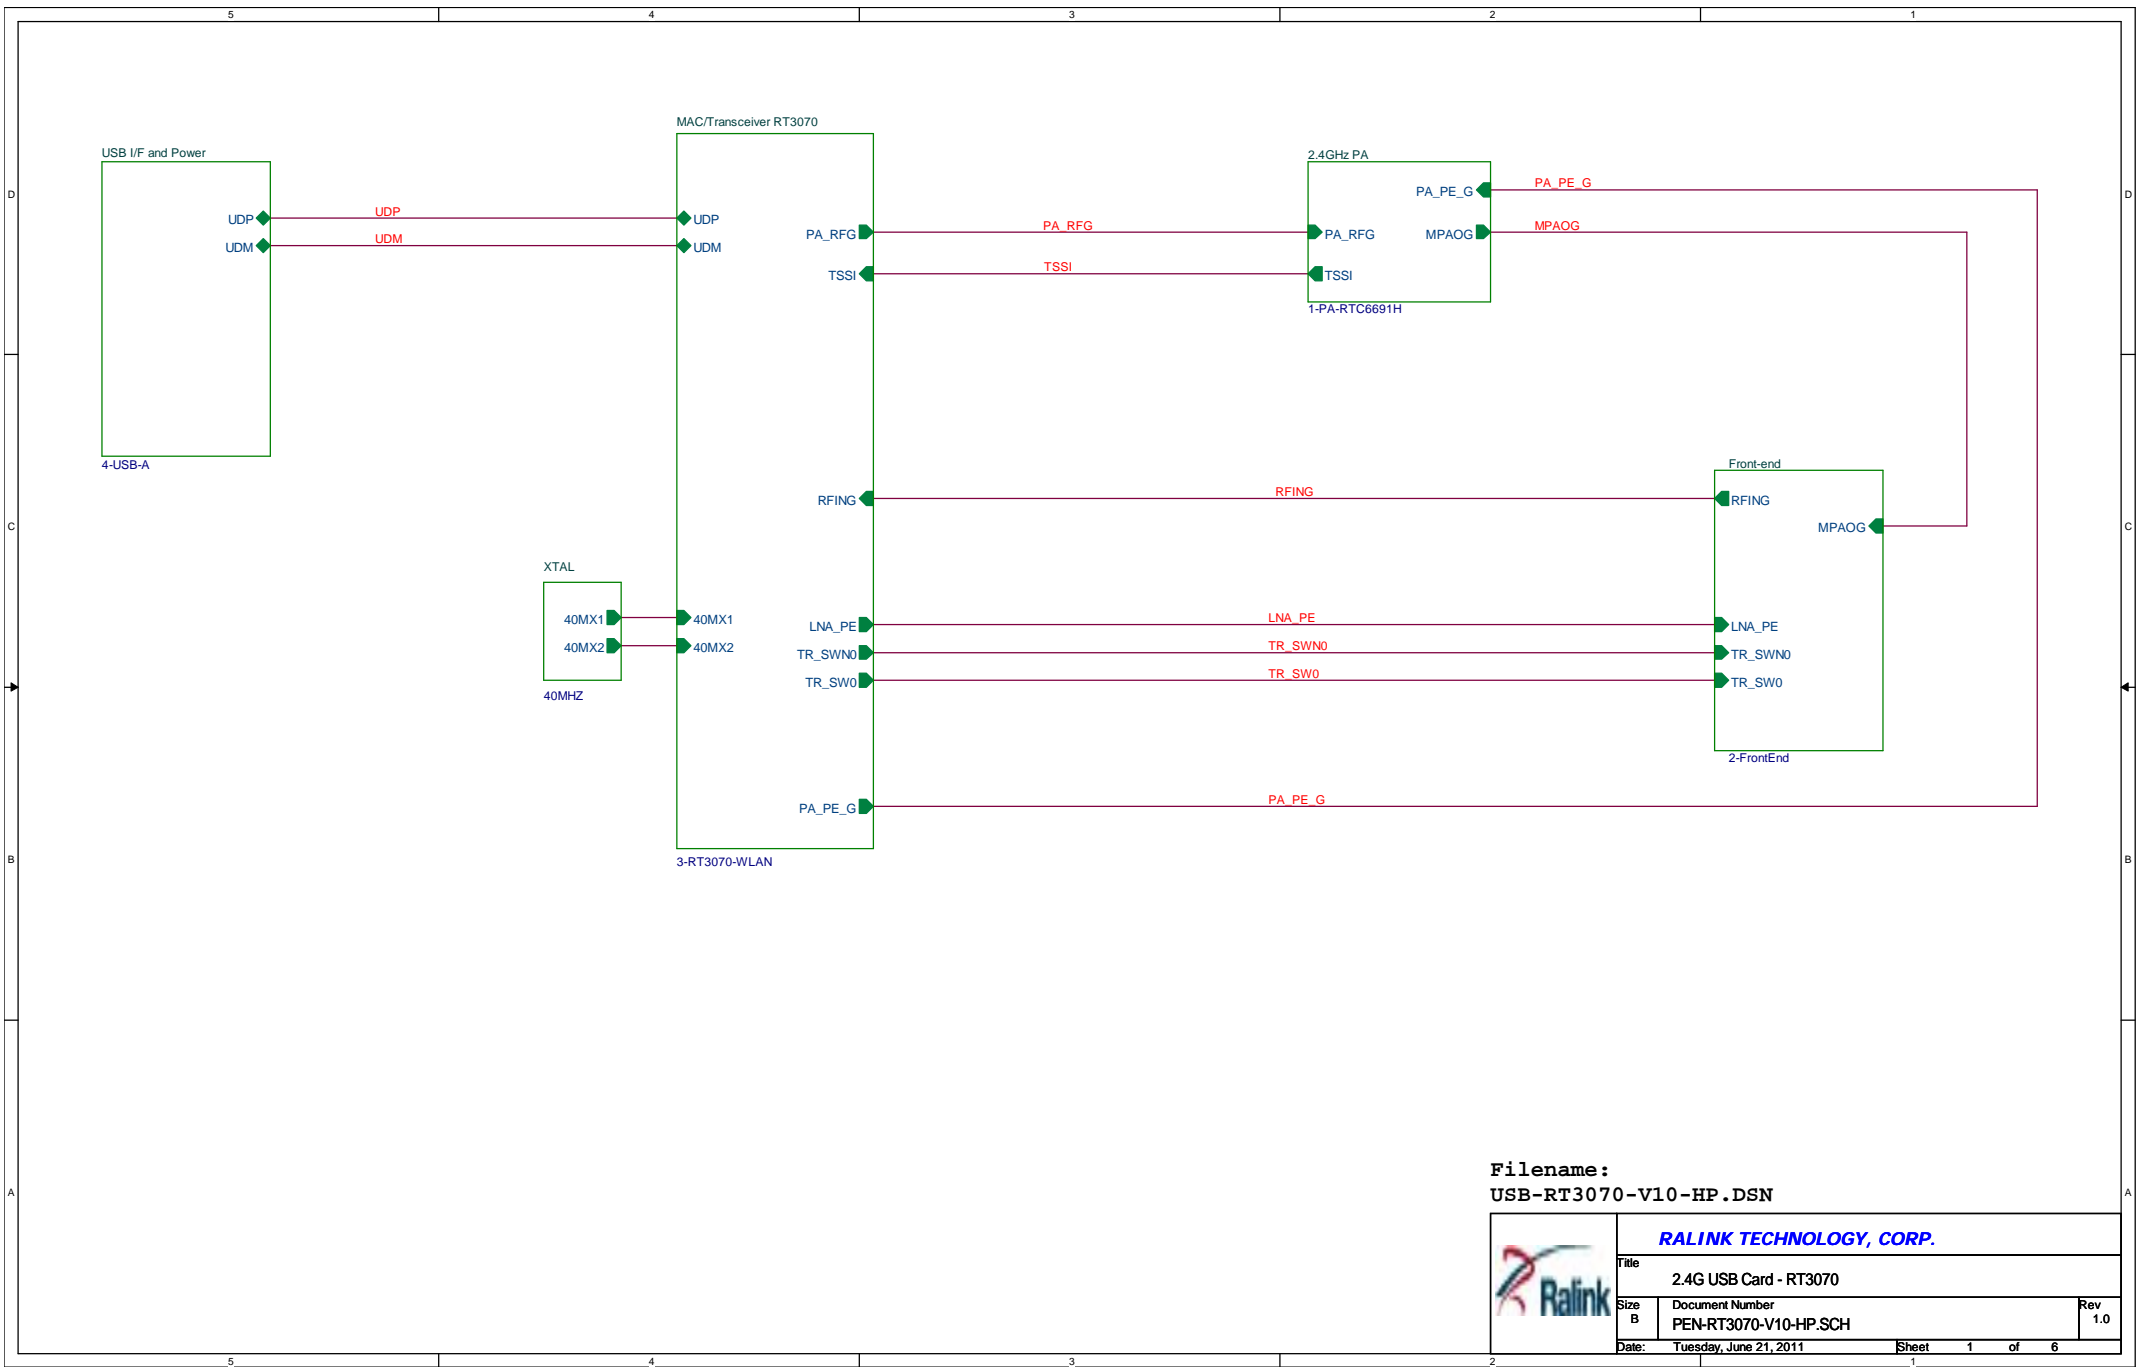 5 4 3 2 1
MAC/Transceiver RT3070
USB I/F and Power
2.4GHz PA
D
D
UDP
UDP
UDP
UDM
UDM
UDM
PA_RFG
PA_RFG
PA_RFG
TSSI
TSSI
TSSI
PA_PE_G
PA_PE_G
MPAOG
MPAOG
1-PA-RTC6691H
4-USB-A
Front-end
RFING
RFING
RFING
MPAOG
C
C
XTAL
40MX1
40MX1
40MX2
40MX2
40MHZ
LNA_PE
LNA_PE
LNA_PE
TR_SWN0
TR_SWN0
TR_SWN0
TR_SW0
TR_SW0
TR_SW0
2-FrontEnd
PA_PE_G
PA_PE_G
3-RT3070-WLAN
B
B
A
A
Filename:
USB-RT3070-V10-HP.DSN
Ralink
RALINK TECHNOLOGY, CORP.
Title
2.4G USB Card - RT3070
Size
B
Document Number
PEN-RT3070-V10-HP.SCH
Rev
1.0
Date: Tuesday, June 21, 2011 Sheet 1 of 6
5 4 3 2 1